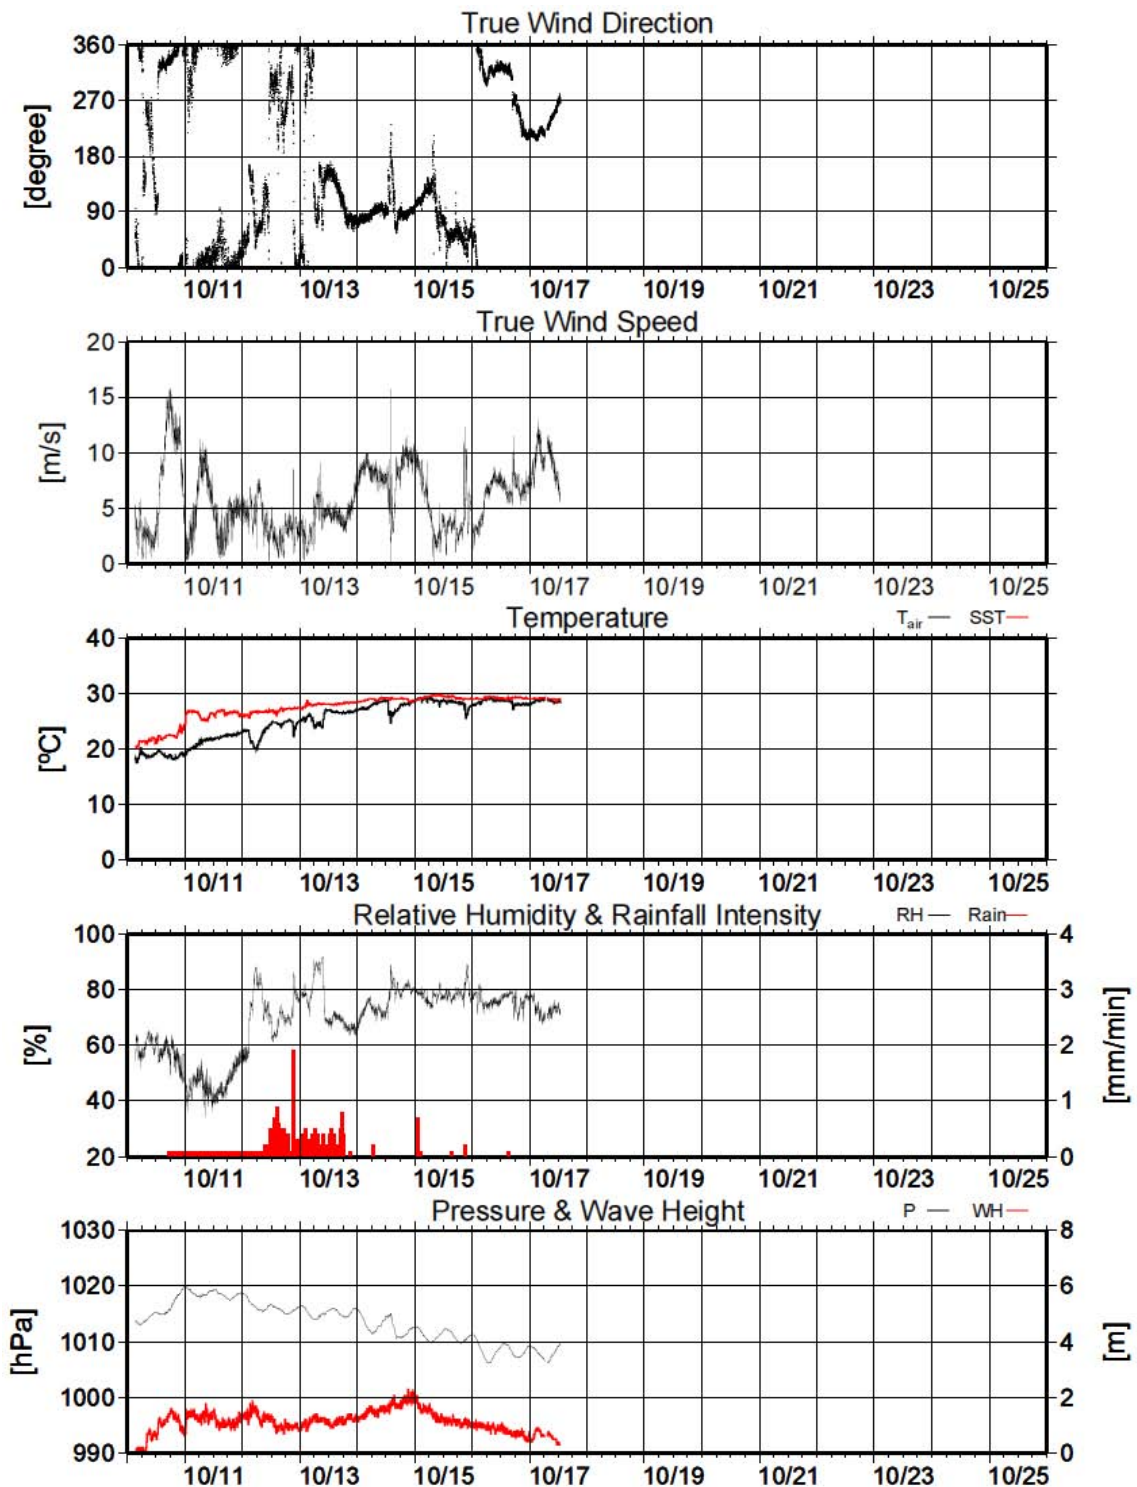 True Wind Direction
360
270
180
90
0
[degree]
10/11 10/13 10/15 10/17 10/19 10/21 10/23 10/25
True Wind Speed
20
15
10
5
0
[m/s]
10/11 10/13 10/15 10/17 10/19 10/21 10/23 10/25
Temperature
Tair SST
40
30
20
10
0
[ºC]
10/11 10/13 10/15 10/17 10/19 10/21 10/23 10/25
Relative Humidity & Rainfall Intensity
RH Rain
100 4
80 3
60 2
40 1
20 0
[%] [mm/min]
10/11 10/13 10/15 10/17 10/19 10/21 10/23 10/25
Pressure & Wave Height
P WH
1030 8
1020 6
1010 4
1000 2
990 0
[hPa] [m]
10/11 10/13 10/15 10/17 10/19 10/21 10/23 10/25